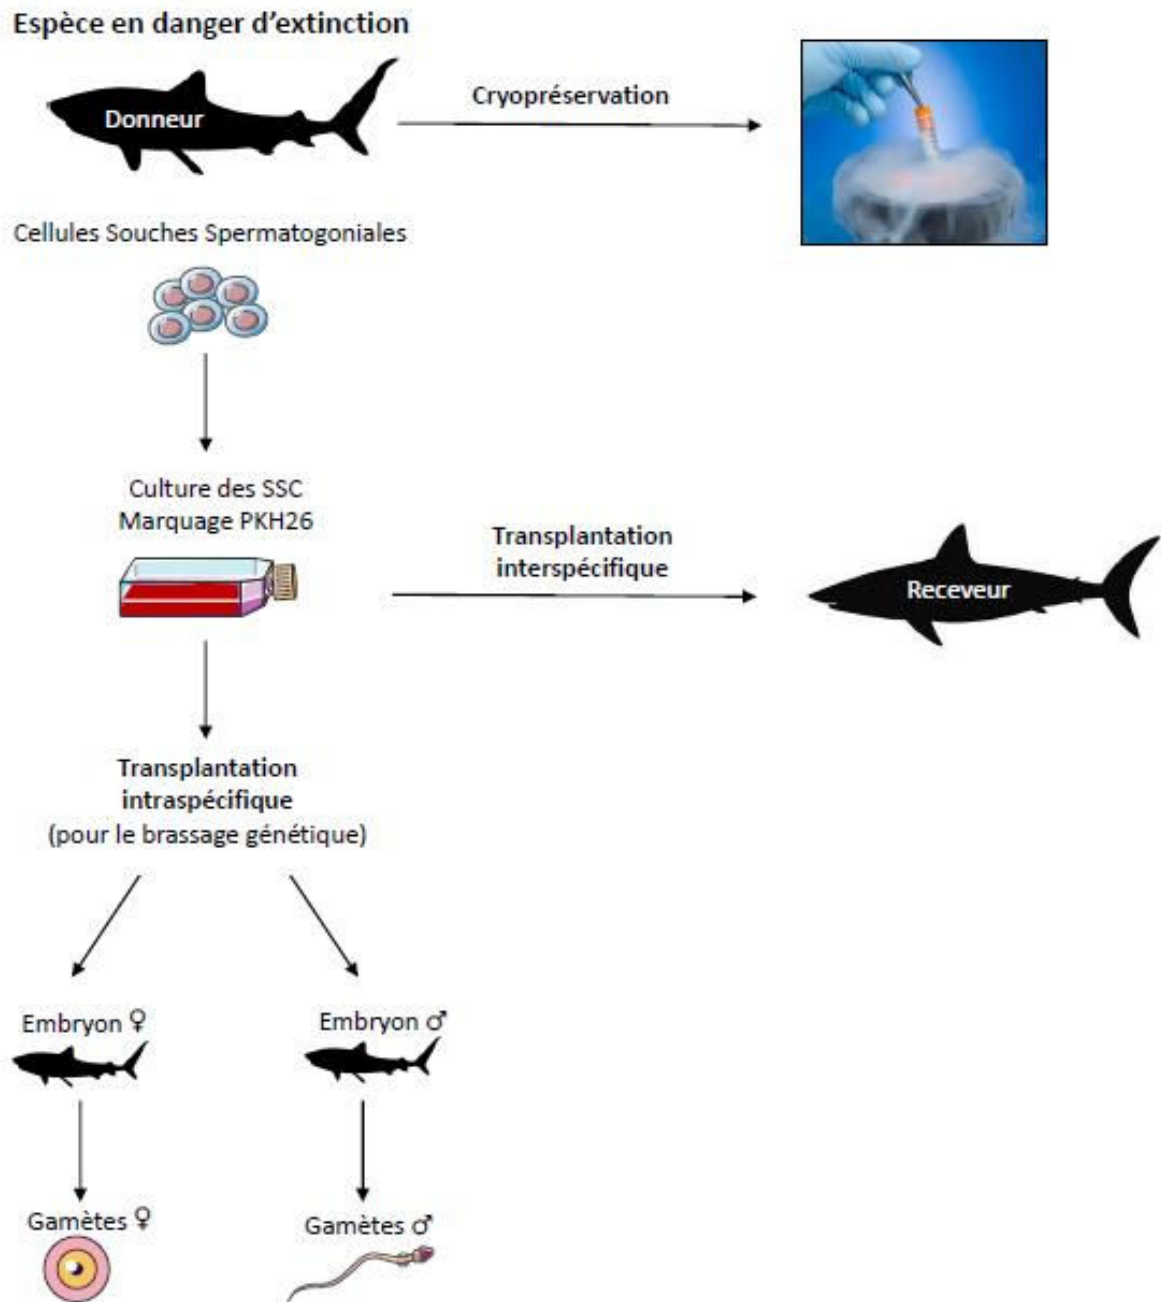 Espèce en danger d'extinction
Donneur
Cryopréservation
Cellules Souches Spermatogoniales
Culture des SSC
Marquage PKH26
Transplantation
interspécifique
Receveur
Transplantation
intraspécifique
(pour le brassage génétique)
Embryon ♀
Embryon ♂
Gamètes ♀
Gamètes ♂